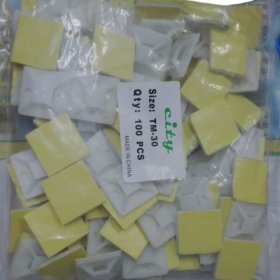 city
Size: TM-30
Qty: 100 PCS
MADE IN CHINA